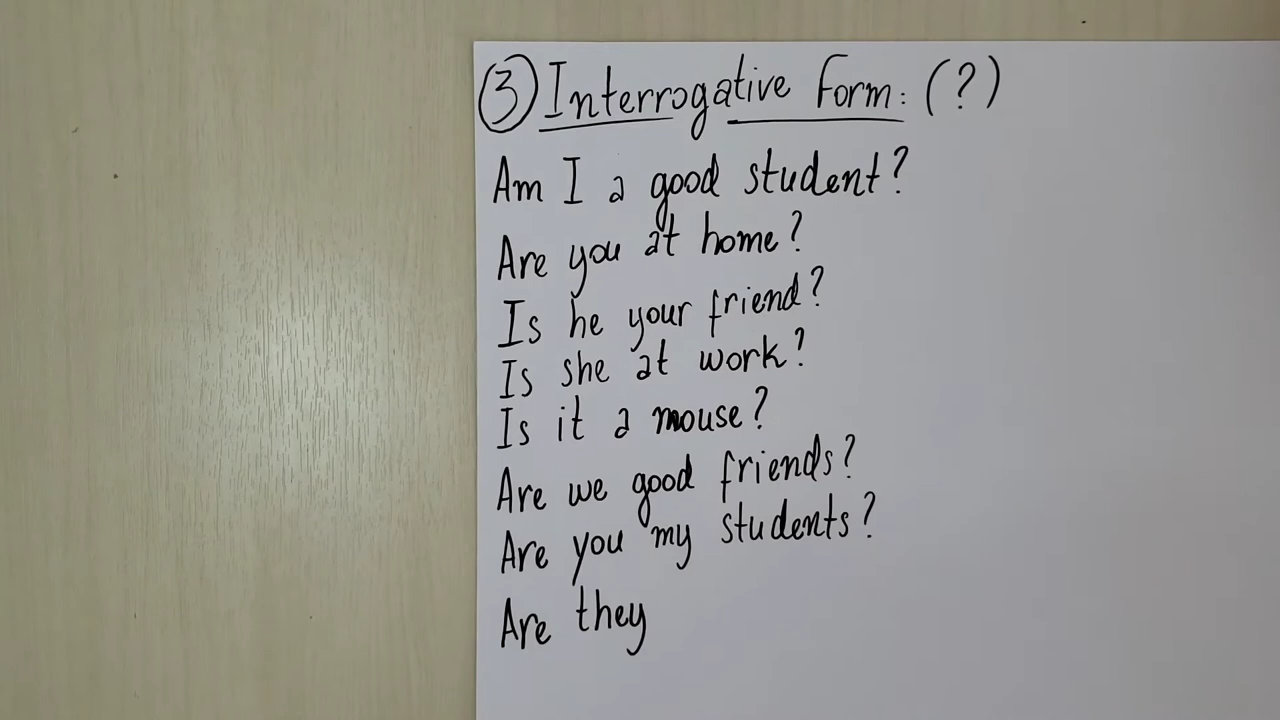 ③ Interrogative Form: (?)
Am I a good student?
Are you at home?
Is he your friend?
Is she at work?
Is it a mouse?
Are we good friends?
Are you my students?
Are they